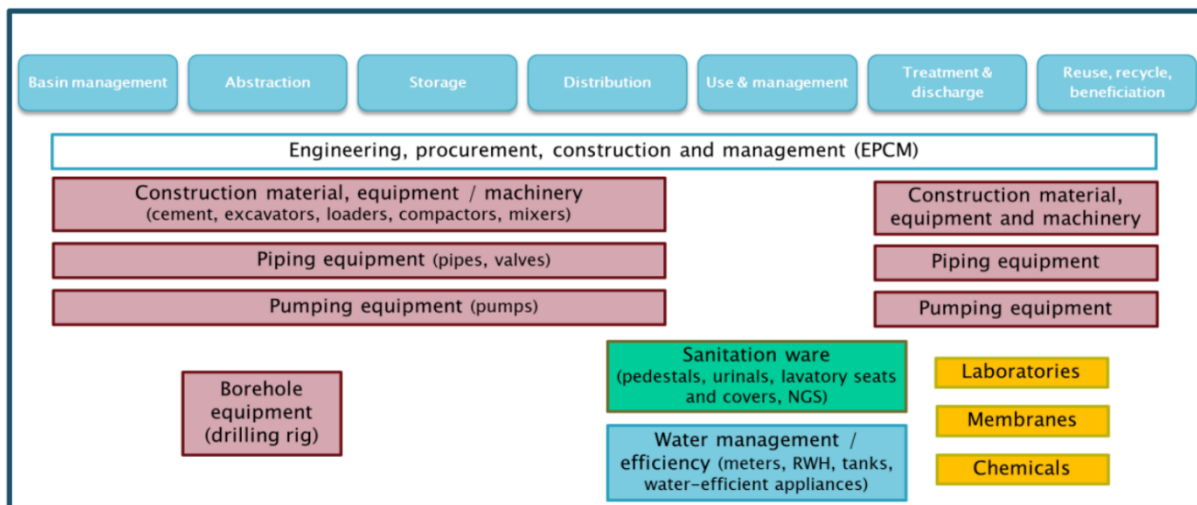 Basin management
Abstraction
Storage
Distribution
Use & management
Treatment &
discharge
Reuse, recycle,
beneficiation
Engineering, procurement, construction and management (EPCM)
Construction material, equipment / machinery
(cement, excavators, loaders, compactors, mixers)
Construction material,
equipment and machinery
Piping equipment (pipes, valves)
Piping equipment
Pumping equipment (pumps)
Pumping equipment
Borehole
equipment
(drilling rig)
Sanitation ware
(pedestals, urinals, lavatory seats
and covers, NGS)
Water management /
efficiency (meters, RWH, tanks,
water-efficient appliances)
Laboratories
Membranes
Chemicals